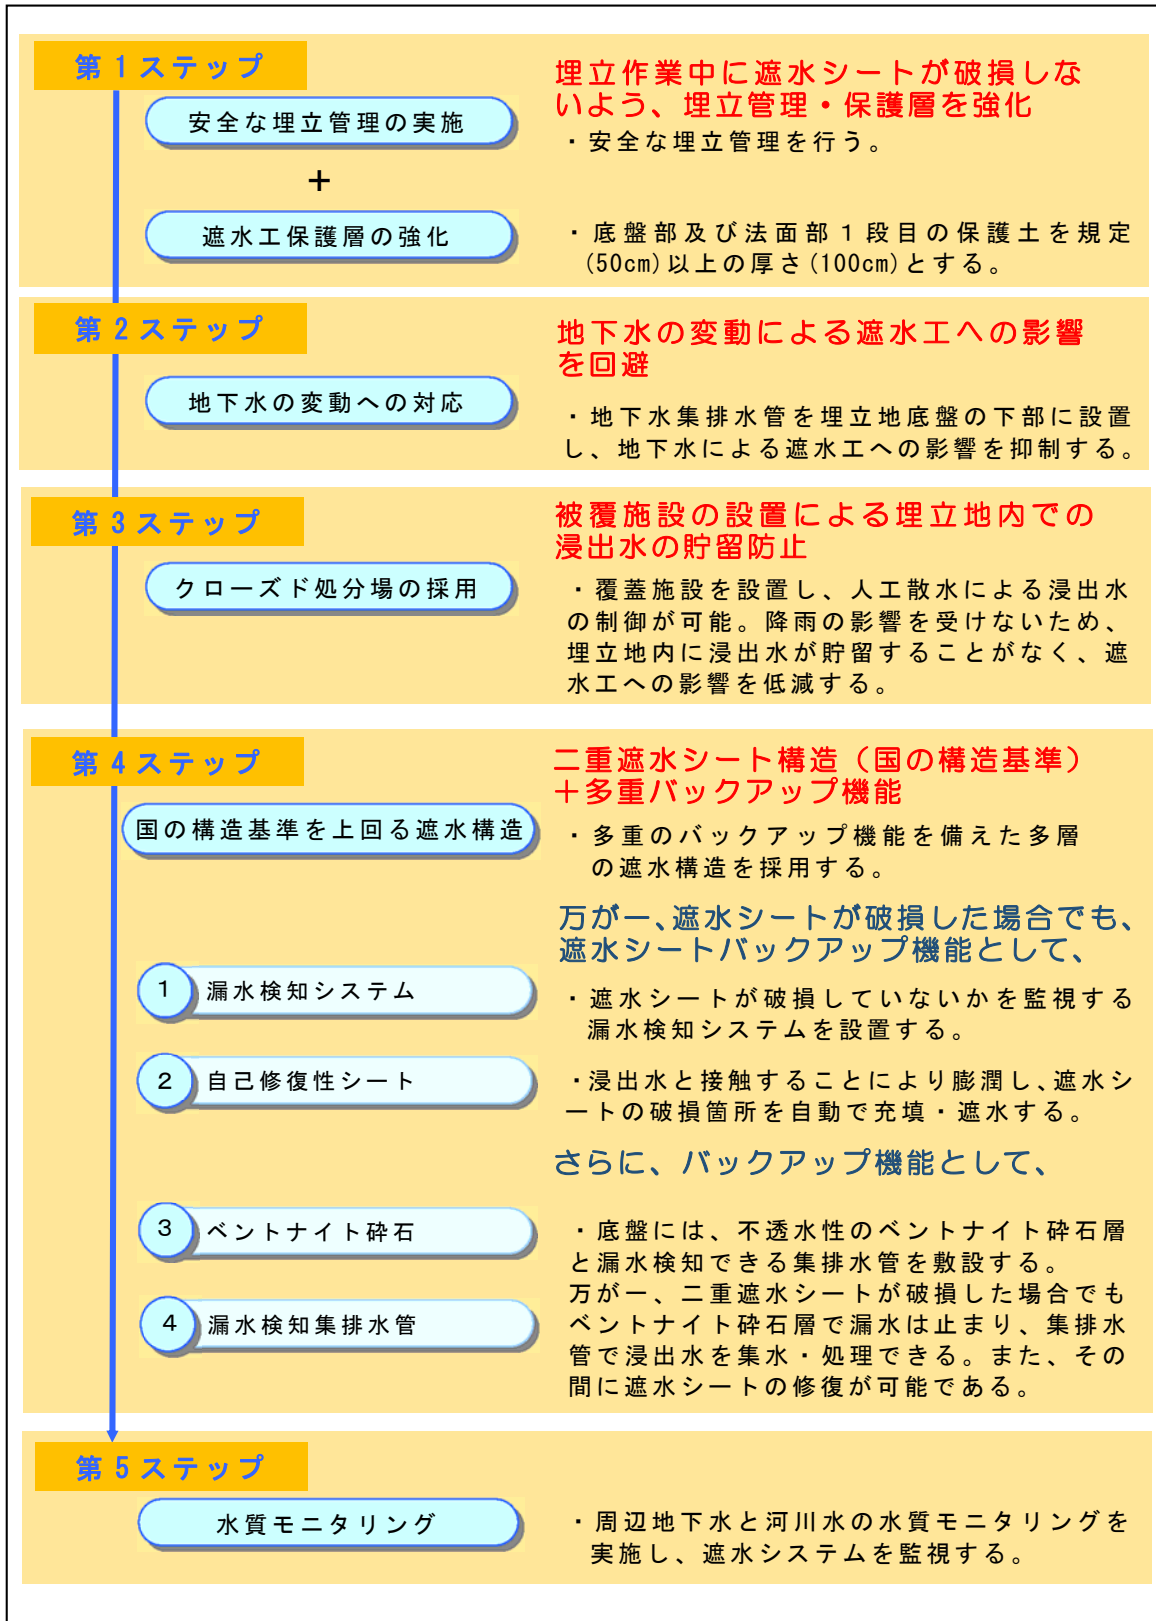 第１ステップ
埋立作業中に遮水シートが破損しな
いよう、埋立管理・保護層を強化
安全な埋立管理の実施
・安全な埋立管理を行う。
＋
遮水工保護層の強化
・底盤部及び法面部１段目の保護土を規定
(50cm)以上の厚さ(100cm)とする。
第２ステップ
地下水の変動による遮水工への影響
を回避
地下水の変動への対応
・地下水集排水管を埋立地底盤の下部に設置
し、地下水による遮水工への影響を抑制する。
第３ステップ
被覆施設の設置による埋立地内での
浸出水の貯留防止
クローズド処分場の採用
・覆蓋施設を設置し、人工散水による浸出水
の制御が可能。降雨の影響を受けないため、
埋立地内に浸出水が貯留することがなく、遮
水工への影響を低減する。
第４ステップ
二重遮水シート構造（国の構造基準）
＋多重バックアップ機能
国の構造基準を上回る遮水構造
・多重のバックアップ機能を備えた多層
の遮水構造を採用する。
万が一、遮水シートが破損した場合でも、
遮水シートバックアップ機能として、
1 漏水検知システム
・遮水シートが破損していないかを監視する
漏水検知システムを設置する。
2 自己修復性シート
・浸出水と接触することにより膨潤し、遮水シ
ートの破損箇所を自動で充填・遮水する。
さらに、バックアップ機能として、
3 ベントナイト砕石
・底盤には、不透水性のベントナイト砕石層
と漏水検知できる集排水管を敷設する。
万が一、二重遮水シートが破損した場合でも
4 漏水検知集排水管
ベントナイト砕石層で漏水は止まり、集排水
管で浸出水を集水・処理できる。また、その
間に遮水シートの修復が可能である。
第５ステップ
水質モニタリング
・周辺地下水と河川水の水質モニタリングを
実施し、遮水システムを監視する。